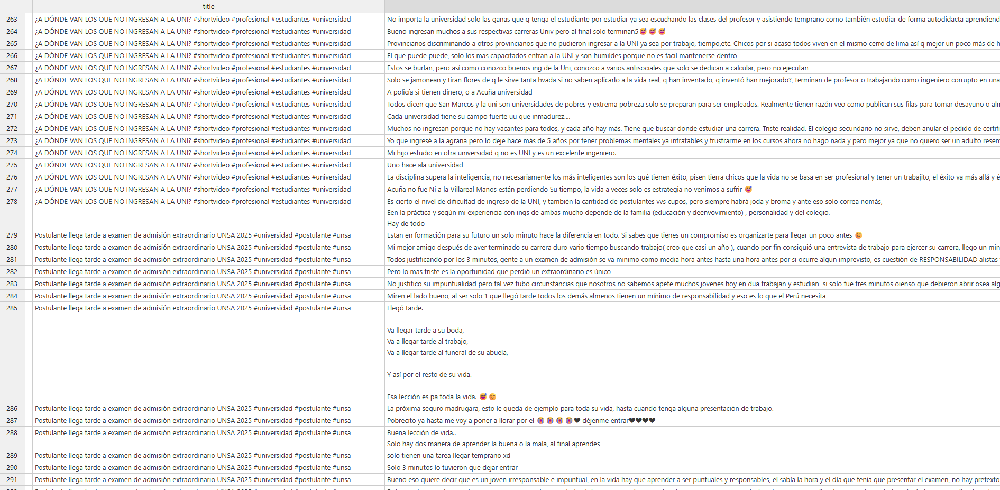 title
263 ¿A DÓNDE VAN LOS QUE NO INGRESAN A LA UNI? #shortvideo #profesional #estudiantes #universidad No importa la universidad solo las ganas que q tenga el estudiante por estudiar ya sea escuchando las clases del profesor y asistiendo temprano como también estudiar de forma autodidacta aprendiend
264 ¿A DÓNDE VAN LOS QUE NO INGRESAN A LA UNI? #shortvideo #profesional #estudiantes #universidad Bueno ingresan muchos a sus respectivas carreras Univ pero al final solo terminan5😅 😅 😅
265 ¿A DÓNDE VAN LOS QUE NO INGRESAN A LA UNI? #shortvideo #profesional #estudiantes #universidad Provincianos discriminando a otros provincianos que no pudieron ingresar a la UNI ya sea por trabajo, tiempo,etc. Chicos por si acaso todos viven en el mismo cerro de lima así q mejor un poco más de h
266 ¿A DÓNDE VAN LOS QUE NO INGRESAN A LA UNI? #shortvideo #profesional #estudiantes #universidad El que puede puede, solo los mas capacitados entran a la UNI y son humildes porque no es facil mantenerse dentro
267 ¿A DÓNDE VAN LOS QUE NO INGRESAN A LA UNI? #shortvideo #profesional #estudiantes #universidad Estos se burlan, pero así como conozco buenos ing de la Uni, conozco a varios antisociales que solo se dedican a calcular, pero no ejecutan
268 ¿A DÓNDE VAN LOS QUE NO INGRESAN A LA UNI? #shortvideo #profesional #estudiantes #universidad Solo se jamonean y tiran flores de q le sirve tanta hvada si no saben aplicarlo a la vida real, q han inventado, q inventó han mejorado?, terminan de profesor o trabajando como ingeniero corrupto en una
269 ¿A DÓNDE VAN LOS QUE NO INGRESAN A LA UNI? #shortvideo #profesional #estudiantes #universidad A policía si tienen dinero, o a Acuña universidad
270 ¿A DÓNDE VAN LOS QUE NO INGRESAN A LA UNI? #shortvideo #profesional #estudiantes #universidad Todos dicen que San Marcos y la uni son universidades de pobres y extrema pobreza solo se preparan para ser empleados. Realmente tienen razón veo como publican sus filas para tomar desayuno o aln
271 ¿A DÓNDE VAN LOS QUE NO INGRESAN A LA UNI? #shortvideo #profesional #estudiantes #universidad Cada universidad tiene su campo fuerte uu que inmadurez....
272 ¿A DÓNDE VAN LOS QUE NO INGRESAN A LA UNI? #shortvideo #profesional #estudiantes #universidad Muchos no ingresan porque no hay vacantes para todos, y cada año hay más. Tiene que buscar donde estudiar una carrera. Triste realidad. El colegio secundario no sirve, deben anular el pedido de certifi
273 ¿A DÓNDE VAN LOS QUE NO INGRESAN A LA UNI? #shortvideo #profesional #estudiantes #universidad Yo que ingresé a la agraria pero lo deje hace más de 5 años por tener problemas mentales ya intratables y frustrarme en los cursos ahora no hago nada y paro mejor ya que no quiero ser un adulto resen
274 ¿A DÓNDE VAN LOS QUE NO INGRESAN A LA UNI? #shortvideo #profesional #estudiantes #universidad Mi hijo estudio en otra universidad q no es UNI y es un excelente ingeniero.
275 ¿A DÓNDE VAN LOS QUE NO INGRESAN A LA UNI? #shortvideo #profesional #estudiantes #universidad Uno hace ala universidad
276 ¿A DÓNDE VAN LOS QUE NO INGRESAN A LA UNI? #shortvideo #profesional #estudiantes #universidad La disciplina supera la inteligencia, no necesariamente los más inteligentes son los qué tienen éxito, pisen tierra chicos que la vida no se basa en ser profesional y tener un trabajito, el éxito va más allá y é
277 ¿A DÓNDE VAN LOS QUE NO INGRESAN A LA UNI? #shortvideo #profesional #estudiantes #universidad Acuña no fue Ni a la Villareal Manos están perdiendo Su tiempo, la vida a veces solo es estrategia no venimos a sufrir 😅
278 ¿A DÓNDE VAN LOS QUE NO INGRESAN A LA UNI? #shortvideo #profesional #estudiantes #universidad Es cierto el nivel de dificultad de ingreso de la UNI, y también la cantidad de postulantes vvs cupos, pero siempre habrá joda y broma y ante eso solo correa nomás,
Een la práctica y según mi experiencia con ings de ambas mucho depende de la familia (educación y deenvovimiento) , personalidad y del colegio.
Hay de todo
279 Postulante llega tarde a examen de admisión extraordinario UNSA 2025 #universidad #postulante #unsa Estan en formación para su futuro un solo minuto hace la diferencia en todo. Si sabes que tienes un compromiso es organizarte para llegar un poco antes 😊
280 Postulante llega tarde a examen de admisión extraordinario UNSA 2025 #universidad #postulante #unsa Mi mejor amigo después de aver terminado su carrera duro vario tiempo buscando trabajo( creo que casi un año ), cuando por fin consiguió una entrevista de trabajo para ejercer su carrera, llego un min
281 Postulante llega tarde a examen de admisión extraordinario UNSA 2025 #universidad #postulante #unsa Todos justificando por los 3 minutos, gente a un examen de admisión se va minimo como media hora antes hasta una hora antes por si ocurre algun imprevisto, es cuestión de RESPONSABILIDAD alistas
282 Postulante llega tarde a examen de admisión extraordinario UNSA 2025 #universidad #postulante #unsa Pero lo mas triste es la oportunidad que perdió un extraordinario es único
283 Postulante llega tarde a examen de admisión extraordinario UNSA 2025 #universidad #postulante #unsa No justifico su impuntualidad pero tal vez tubo circunstancias que nosotros no sabemos apete muchos jovenes hoy en dua trabajan y estudian si solo fue tres minutos oienso que debieron abrir osea alg
284 Postulante llega tarde a examen de admisión extraordinario UNSA 2025 #universidad #postulante #unsa Miren el lado bueno, al ser solo 1 que llegó tarde todos los demás almenos tienen un mínimo de responsabilidad y eso es lo que el Perú necesita
285 Postulante llega tarde a examen de admisión extraordinario UNSA 2025 #universidad #postulante #unsa Llegó tarde.
Va llegar tarde a su boda,
Va a llegar tarde al trabajo,
Va a llegar tarde al funeral de su abuela,
Y así por el resto de su vida.
Esa lección es pa toda la vida. 😅 😊
286 Postulante llega tarde a examen de admisión extraordinario UNSA 2025 #universidad #postulante #unsa La próxima seguro madrugara, esto le queda de ejemplo para toda su vida, hasta cuando tenga alguna presentación de trabajo.
287 Postulante llega tarde a examen de admisión extraordinario UNSA 2025 #universidad #postulante #unsa Pobrecito ya hasta me voy a poner a llorar por el 😭 😭 😭 😭 🖤 déjenme entrar🖤🖤🖤🖤
288 Postulante llega tarde a examen de admisión extraordinario UNSA 2025 #universidad #postulante #unsa Buena lección de vida..
Solo hay dos manera de aprender la buena o la mala, al final aprendes
289 Postulante llega tarde a examen de admisión extraordinario UNSA 2025 #universidad #postulante #unsa solo tienen una tarea llegar temprano xd
290 Postulante llega tarde a examen de admisión extraordinario UNSA 2025 #universidad #postulante #unsa Solo 3 minutos lo tuvieron que dejar entrar
291 Postulante llega tarde a examen de admisión extraordinario UNSA 2025 #universidad #postulante #unsa Bueno eso quiere decir que es un joven irresponsable e impuntual, en la vida hay que aprender a ser puntuales y responsables, el sabía la hora y el día que tenía que presentar el examen, no hay pretexto